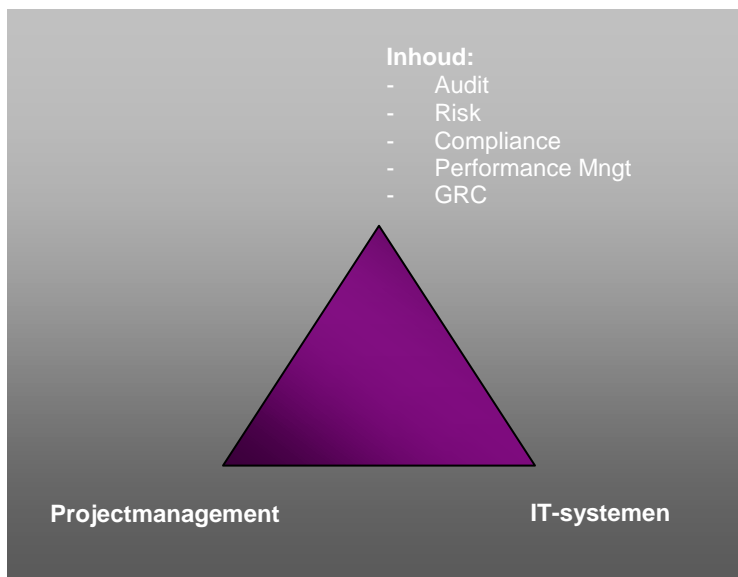 Inhoud:
- Audit
- Risk
- Compliance
- Performance Mngt
- GRC
Projectmanagement
IT-systemen